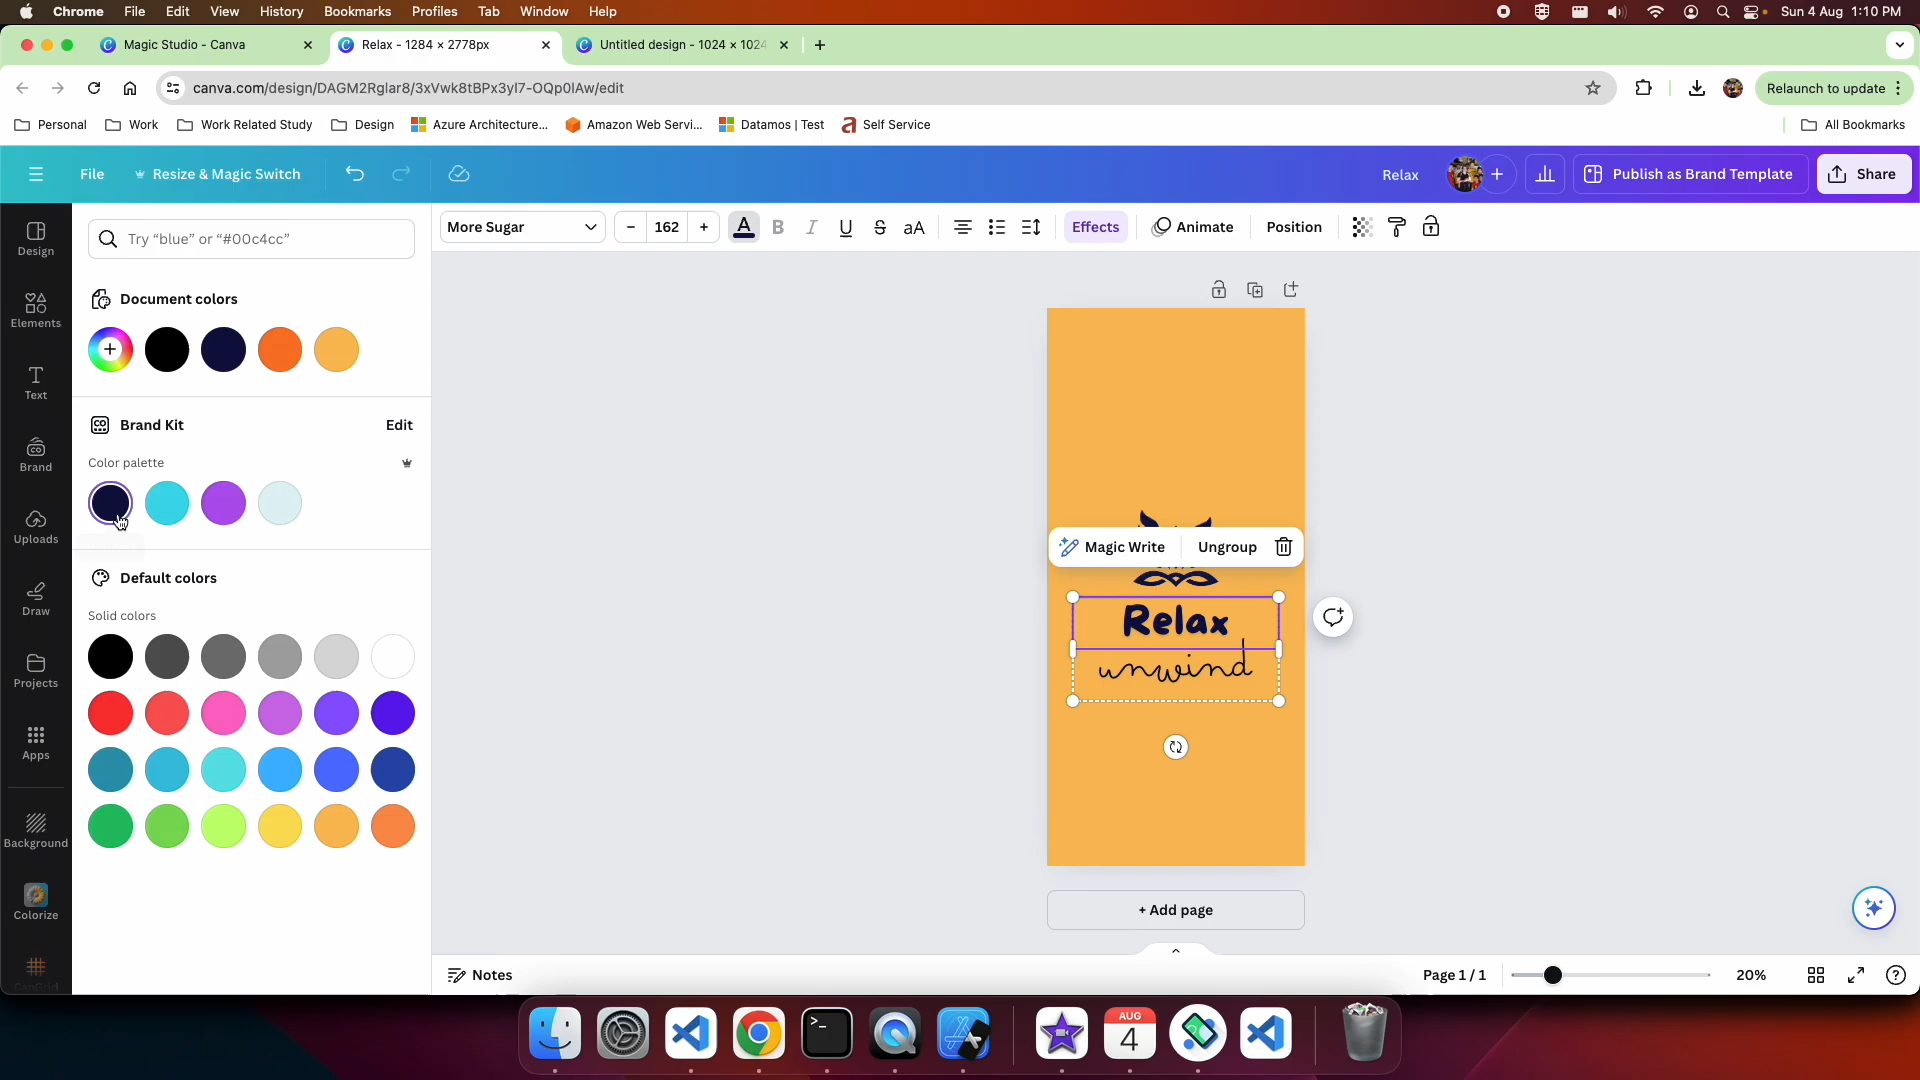 Chrome File Edit View History Bookmarks Profiles Tab Window Help Sun 4 Aug 1:10 PM
Magic Studio - Canva Relax - 1284 × 2778px Untitled design - 1024 × 1024
canva.com/design/DAGM2Rglar8/3xVwk8tBPx3yI7-OQp0lAw/edit Relaunch to update
Personal Work Work Related Study Design Azure Architecture... Amazon Web Servi... Datamos | Test Self Service All Bookmarks
File Resize & Magic Switch Relax Publish as Brand Template Share
Design
Elements
Text
Brand
Uploads
Draw
Projects
Apps
Background
Colorize
CanGrid
Try “blue” or “#00c4cc”
Document colors
Brand Kit Edit
Color palette
Default colors
Solid colors
More Sugar – 162 + A B I U S aA Effects Animate Position
Magic Write Ungroup
Relax
unwind
+ Add page
Notes Page 1 / 1 20%
AUG
4